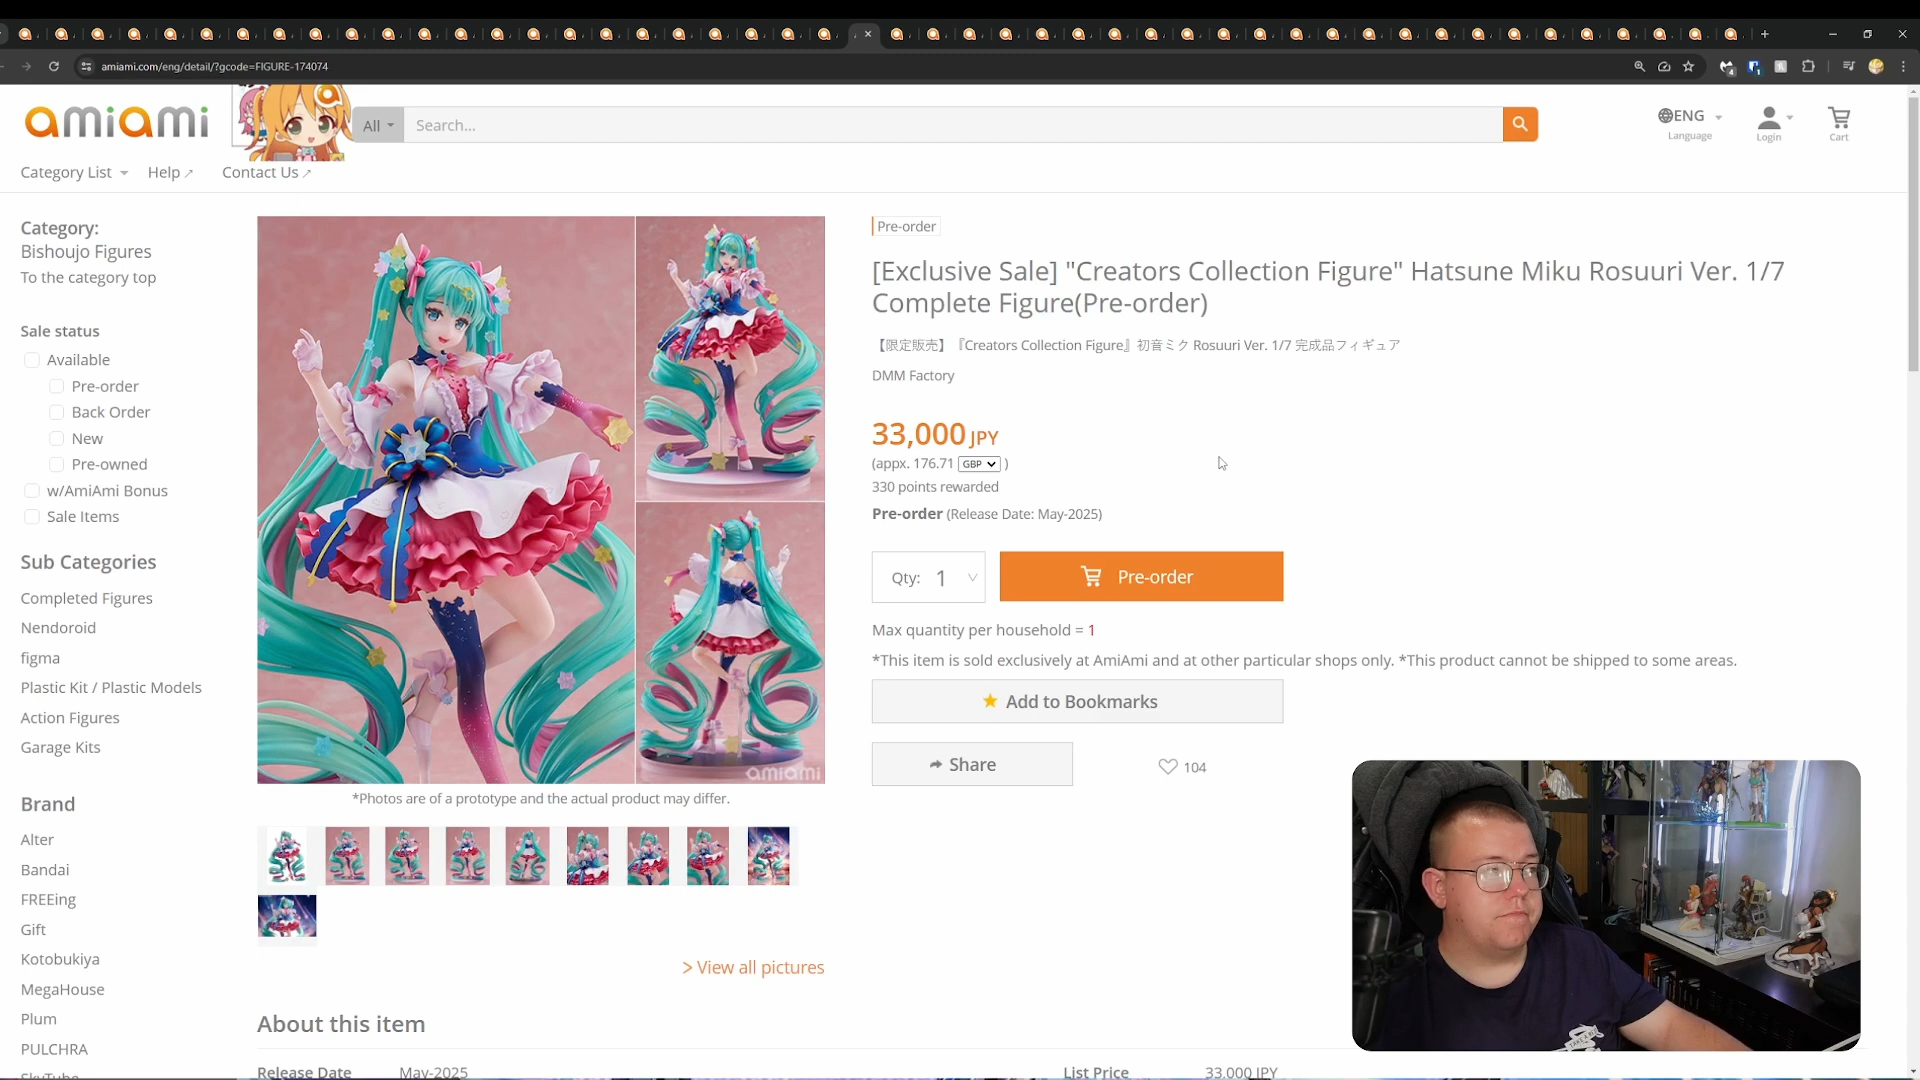 amiami.com/eng/detail/?gcode=FIGURE-174074
amiami
All
Search...
ENG
Language
Login
Cart
Category List
Help
Contact Us
Category:
Bishoujo Figures
To the category top
Sale status
Available
Pre-order
Back Order
New
Pre-owned
w/AmiAmi Bonus
Sale Items
Sub Categories
Completed Figures
Nendoroid
figma
Plastic Kit / Plastic Models
Action Figures
Garage Kits
Brand
Alter
Bandai
FREEing
Gift
Kotobukiya
MegaHouse
Plum
PULCHRA
SkyTube
amiami
*Photos are of a prototype and the actual product may differ.
> View all pictures
Pre-order
[Exclusive Sale] "Creators Collection Figure" Hatsune Miku Rosuuri Ver. 1/7
Complete Figure(Pre-order)
【限定販売】『Creators Collection Figure』初音ミク Rosuuri Ver. 1/7 完成品フィギュア
DMM Factory
33,000 JPY
(appx. 176.71 GBP )
330 points rewarded
Pre-order (Release Date: May-2025)
Qty: 1
Pre-order
Max quantity per household = 1
*This item is sold exclusively at AmiAmi and at other particular shops only. *This product cannot be shipped to some areas.
Add to Bookmarks
Share
104
About this item
Release Date May-2025
List Price 33,000 JPY